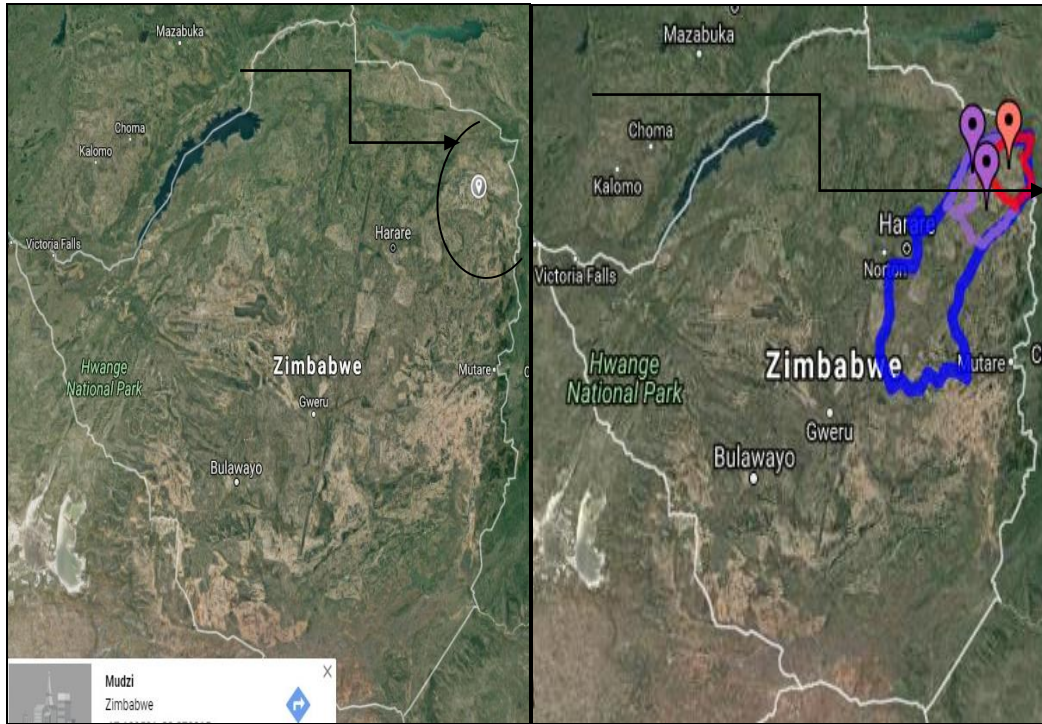 Mazabuka
Choma
Kalomo
Victoria Falls
Harare
Hwange
National Park
Zimbabwe
Mutare
Gweru
Bulawayo
Mudzi
Zimbabwe
X
Mazabuka
Choma
Kalomo
Victoria Falls
Harare
Norton
Hwange
National Park
Zimbabwe
Mutare
C
Gweru
Bulawayo